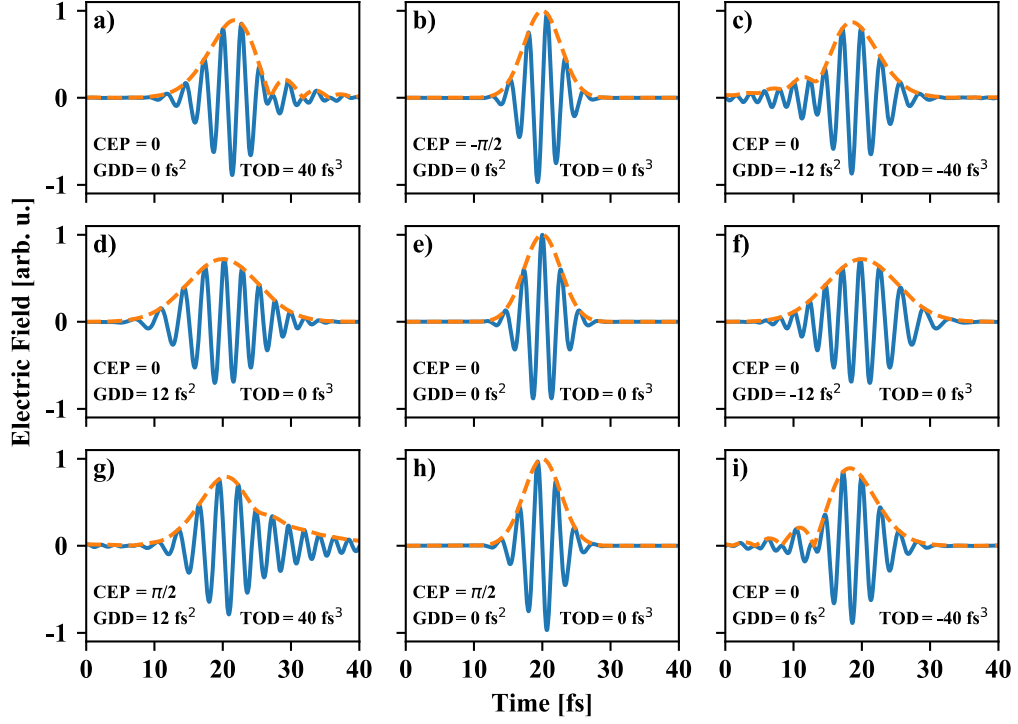 a)
1
0
-1
CEP = 0
GDD = 0 fs²
TOD = 40 fs³
b)
CEP = -π/2
GDD = 0 fs²
TOD = 0 fs³
c)
CEP = 0
GDD = -12 fs²
TOD = -40 fs³
Electric Field [arb. u.]
d)
1
0
-1
CEP = 0
GDD = 12 fs²
TOD = 0 fs³
e)
CEP = 0
GDD = 0 fs²
TOD = 0 fs³
f)
CEP = 0
GDD = -12 fs²
TOD = 0 fs³
g)
1
0
-1
CEP = π/2
GDD = 12 fs²
TOD = 40 fs³
0 10 20 30 40
h)
CEP = π/2
GDD = 0 fs²
TOD = 0 fs³
0 10 20 30 40
i)
CEP = 0
GDD = 0 fs²
TOD = -40 fs³
0 10 20 30 40
Time [fs]